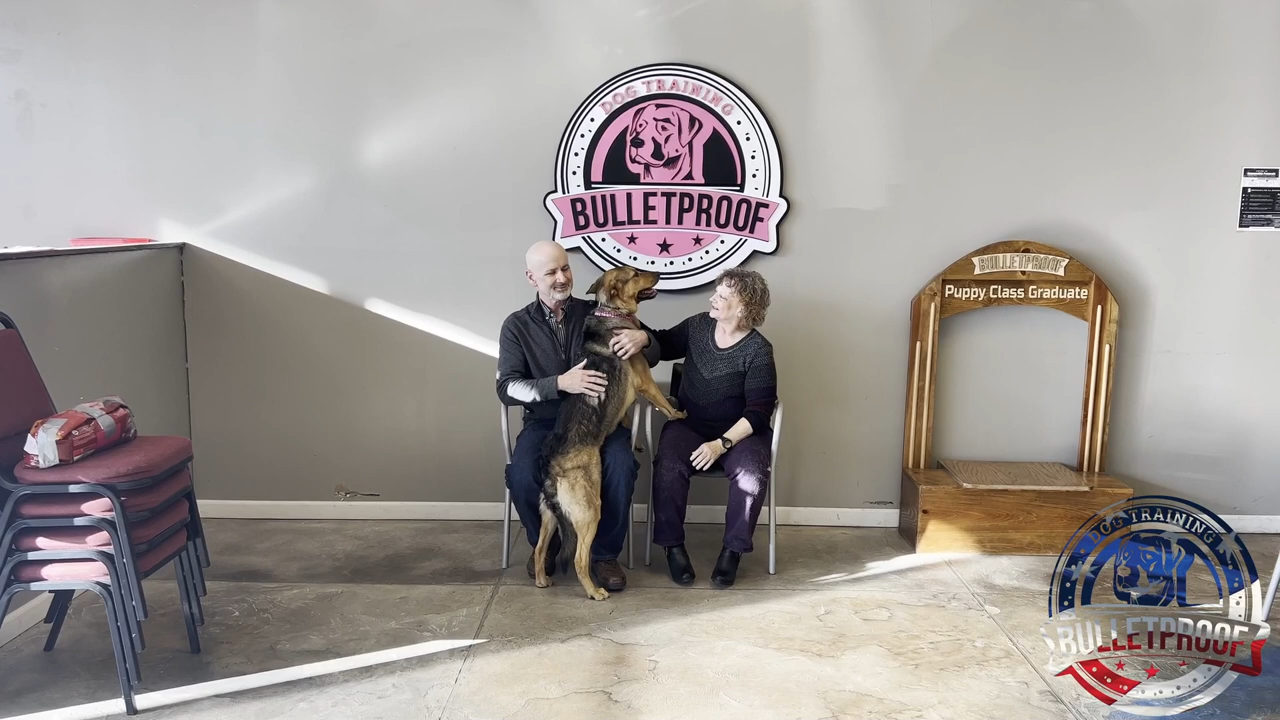 DOG TRAINING
BULLETPROOF
BULLETPROOF
Puppy Class Graduate
DOG TRAINING
BULLETPROOF